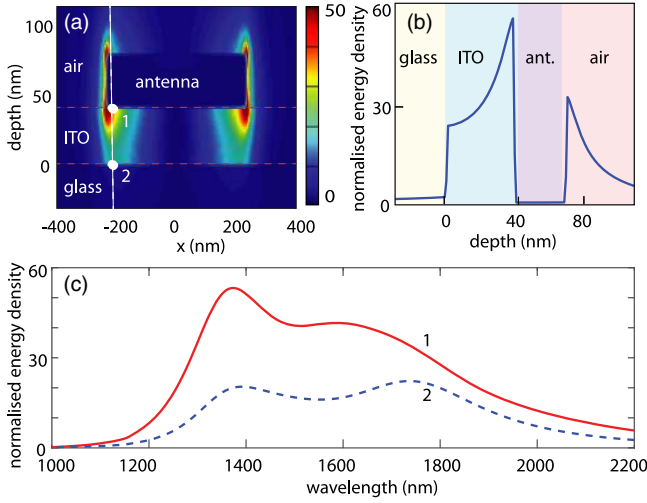 (a)
100
50
0
depth (nm)
air
ITO
glass
antenna
1
2
-400 -200 0 200 400
x (nm)
50
0
(b)
60
30
0
normalised energy density
glass ITO ant. air
0 40 80
depth (nm)
(c)
60
30
0
normalised energy density
1
2
1000 1200 1400 1600 1800 2000 2200
wavelength (nm)